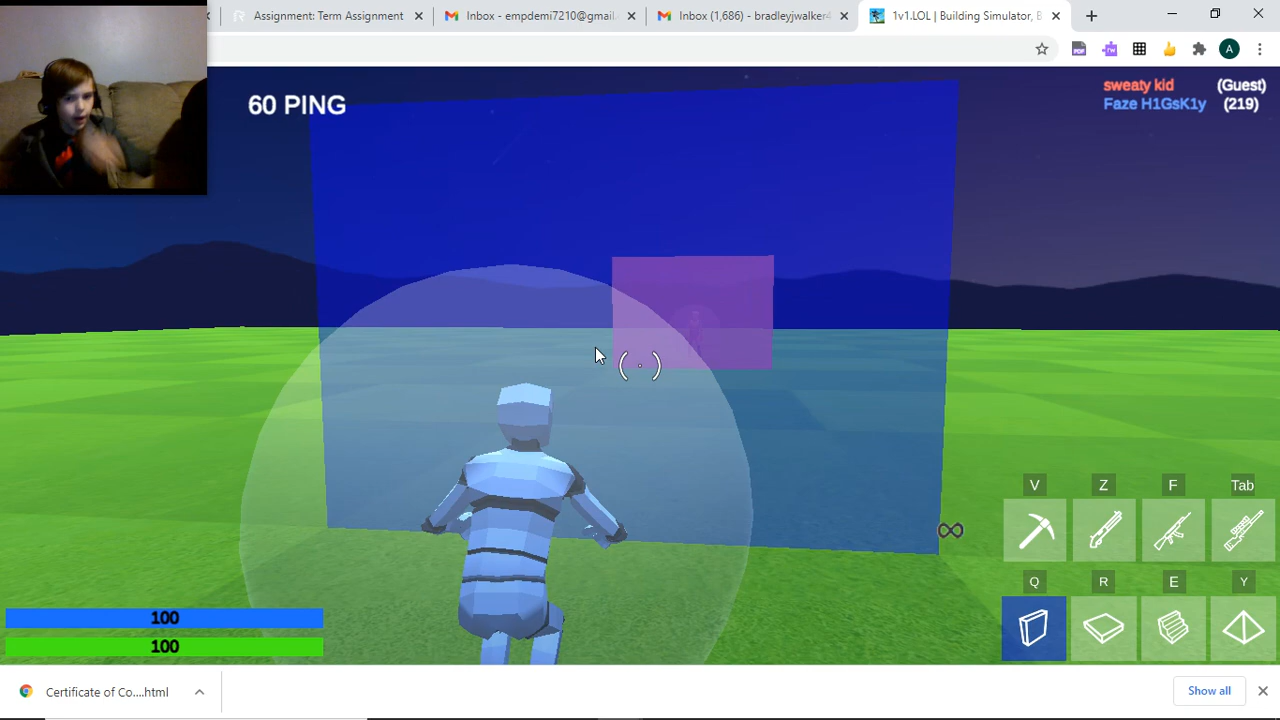 Assignment: Term Assignment
Inbox - empdemi7210@gmail.
Inbox (1,686) - bradleyjwalker4
1v1.LOL | Building Simulator, B
A
60 PING
sweaty kid (Guest)
Faze H1GsK1y (219)
V Z F Tab
Q R E Y
100
100
Certificate of Co....html
Show all